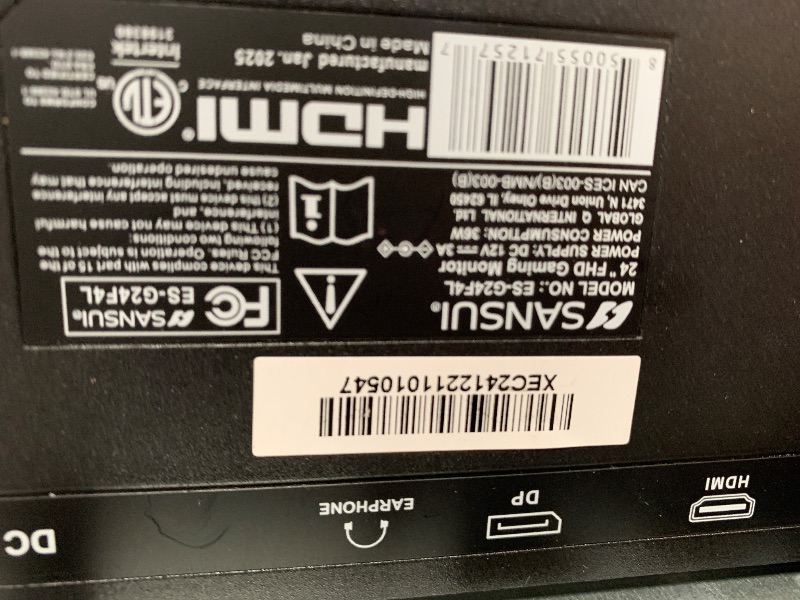 DC
EARPHONE
DP
HDMI
XEC2412211010547
SANSUI
MODEL NO.: ES-G24F4L
24" FHD Gaming Monitor
POWER SUPPLY: DC 12V ⎓ 3A
POWER CONSUMPTION: 36W
GLOBAL Q INTERNATIONAL Ltd.
3471 N. Union Drive Olney, IL 62450
CAN ICES-003(B)/NMB-003(B)
FC
SANSUI
ES-G24F4L
This device complies with part 15 of the
FCC Rules. Operation is subject to the
following two conditions:
(1) This device may not cause harmful
interference, and
(2) this device must accept any interference
received, including interference that may
cause undesired operation.
8 50055 71257 7
HDMI
HIGH-DEFINITION MULTIMEDIA INTERFACE
manufactured Jan. 2025
Made in China
ETL
C
US
Intertek